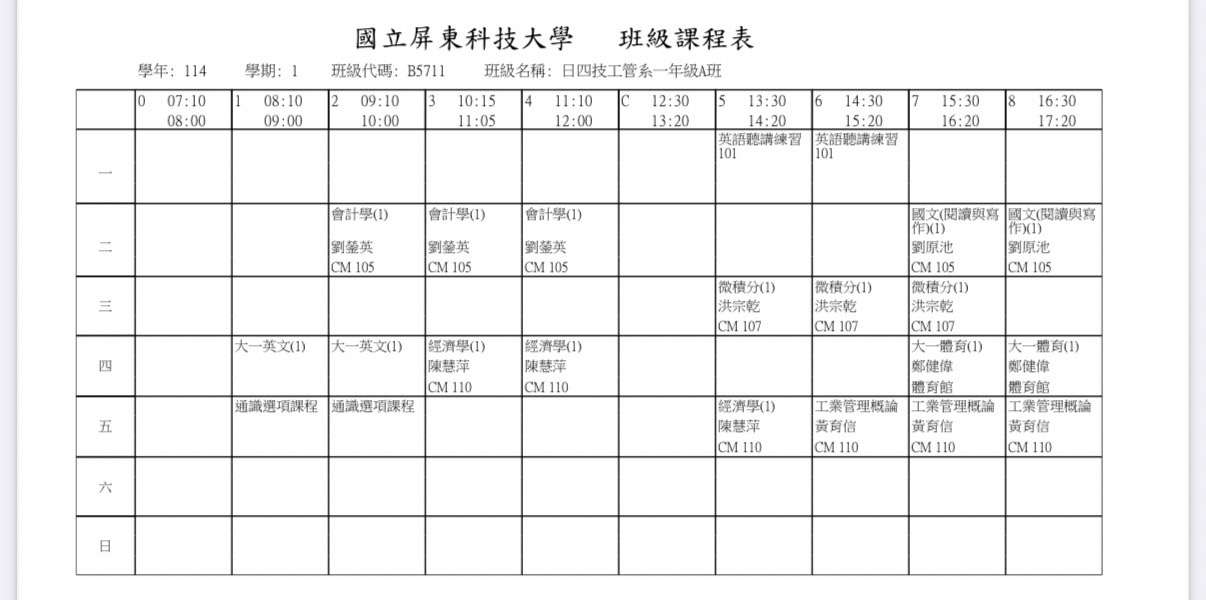 國立屏東科技大學 班級課程表
學年: 114 學期: 1 班級代碼: B5711 班級名稱: 日四技工管系一年級A班
0 07:10 1 08:10 2 09:10 3 10:15 4 11:10 C 12:30 5 13:30 6 14:30 7 15:30 8 16:30
08:00 09:00 10:00 11:05 12:00 13:20 14:20 15:20 16:20 17:20
一
英語聽講練習 英語聽講練習
101 101
二
會計學(1) 會計學(1) 會計學(1) 國文(閱讀與寫 國文(閱讀與寫
作)(1) 作)(1)
劉蓥英 劉蓥英 劉蓥英 劉原池 劉原池
CM 105 CM 105 CM 105 CM 105 CM 105
三
微積分(1) 微積分(1) 微積分(1)
洪宗乾 洪宗乾 洪宗乾
CM 107 CM 107 CM 107
四
大一英文(1) 大一英文(1) 經濟學(1) 經濟學(1) 大一體育(1) 大一體育(1)
陳慧萍 陳慧萍 鄭健偉 鄭健偉
CM 110 CM 110 體育館 體育館
五
通識選項課程 通識選項課程 經濟學(1) 工業管理概論 工業管理概論 工業管理概論
陳慧萍 黃育信 黃育信 黃育信
CM 110 CM 110 CM 110 CM 110
六
日